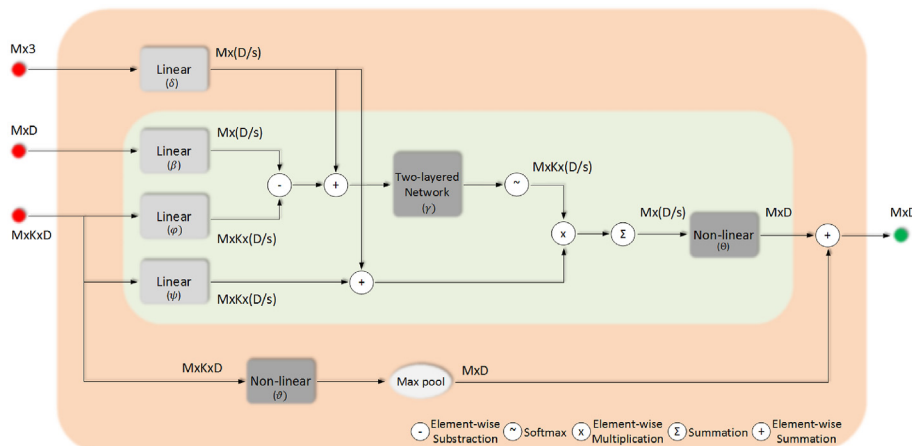 Mx3
Linear
(δ)
Mx(D/s)
MxD
Linear
(β)
Mx(D/s)
-
+
Two-layered
Network
(γ)
MxKx(D/s)
~
MxKxD
Linear
(φ)
MxKx(D/s)
x
Σ
Mx(D/s)
Non-linear
(Θ)
MxD
+
MxD
Linear
(ψ)
MxKx(D/s)
+
MxKxD
Non-linear
(ϑ)
Max pool
MxD
- Element-wise
Substraction
~ Softmax
x Element-wise
Multiplication
Σ Summation
+ Element-wise
Summation